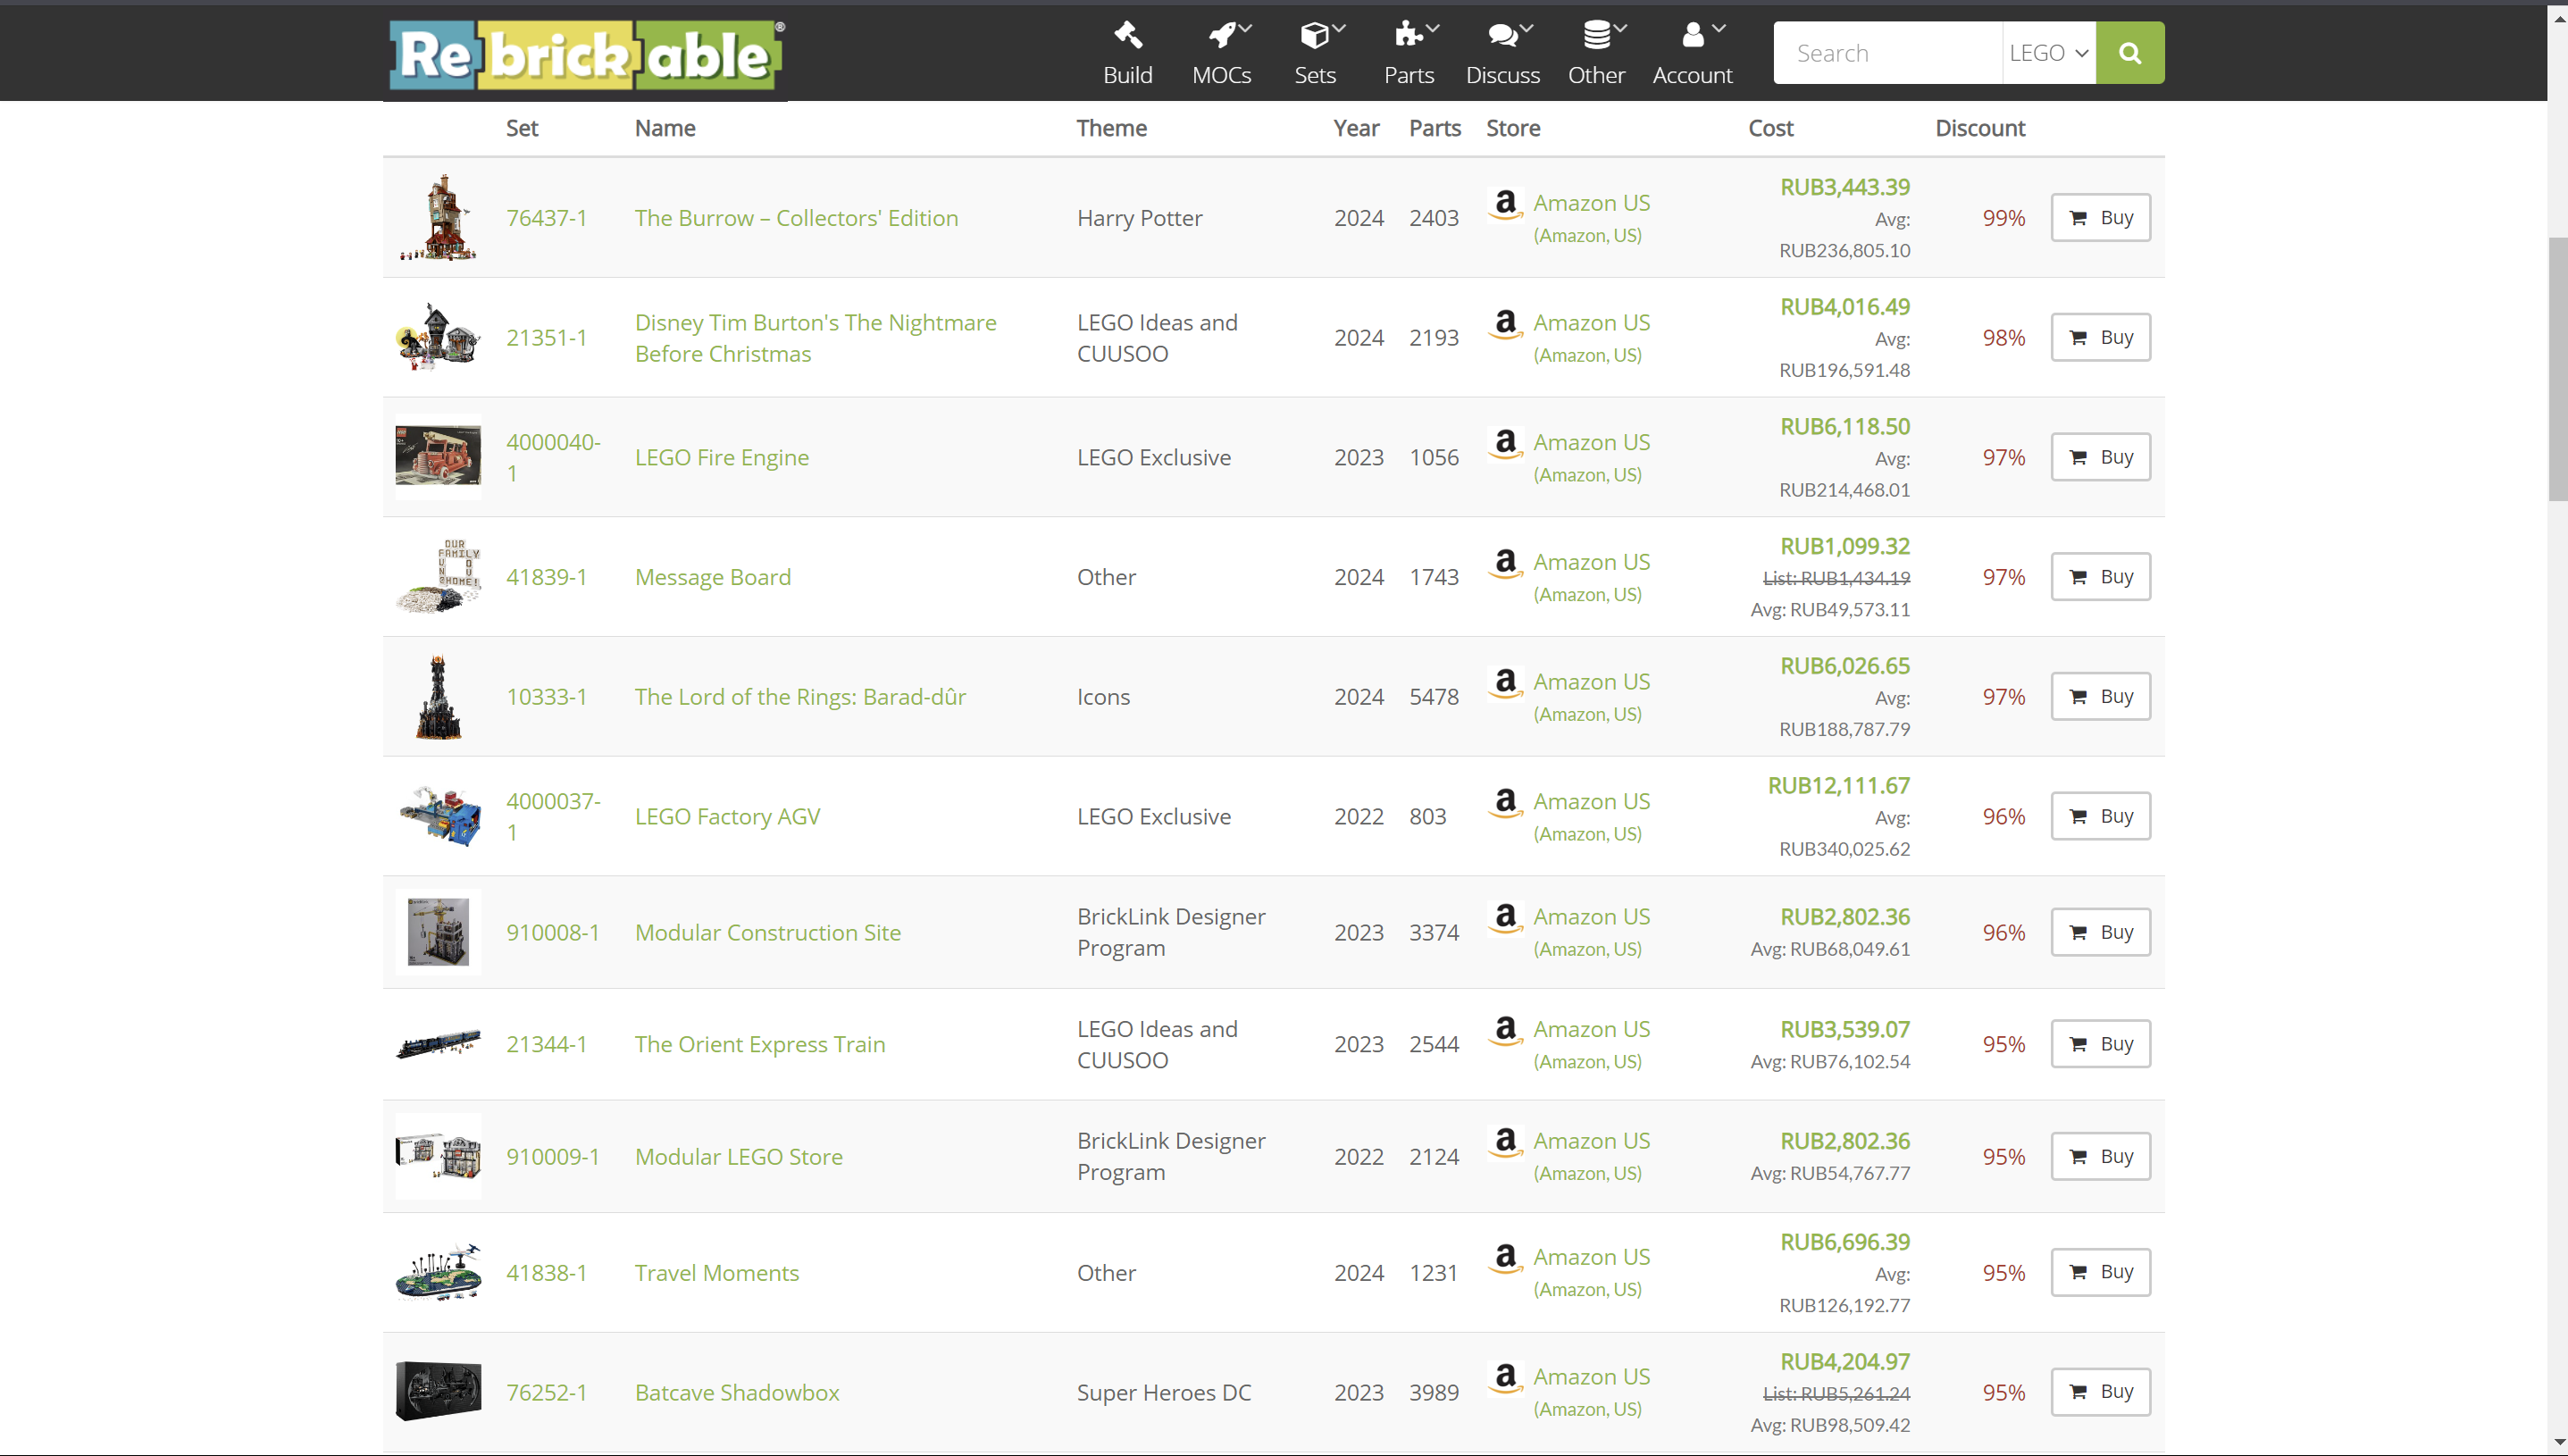 Rebrickable®
Build
MOCs
Sets
Parts
Discuss
Other
Account
Search
LEGO
Set Name Theme Year Parts Store Cost Discount
76437-1 The Burrow – Collectors' Edition Harry Potter 2024 2403 Amazon US (Amazon, US) RUB3,443.39 Avg: RUB236,805.10 99% Buy
21351-1 Disney Tim Burton's The Nightmare Before Christmas LEGO Ideas and CUUSOO 2024 2193 Amazon US (Amazon, US) RUB4,016.49 Avg: RUB196,591.48 98% Buy
4000040-1 LEGO Fire Engine LEGO Exclusive 2023 1056 Amazon US (Amazon, US) RUB6,118.50 Avg: RUB214,468.01 97% Buy
OUR
FAMILY
HOME!
41839-1 Message Board Other 2024 1743 Amazon US (Amazon, US) RUB1,099.32 List: RUB1,434.19 Avg: RUB49,573.11 97% Buy
10333-1 The Lord of the Rings: Barad-dûr Icons 2024 5478 Amazon US (Amazon, US) RUB6,026.65 Avg: RUB188,787.79 97% Buy
4000037-1 LEGO Factory AGV LEGO Exclusive 2022 803 Amazon US (Amazon, US) RUB12,111.67 Avg: RUB340,025.62 96% Buy
910008-1 Modular Construction Site BrickLink Designer Program 2023 3374 Amazon US (Amazon, US) RUB2,802.36 Avg: RUB68,049.61 96% Buy
21344-1 The Orient Express Train LEGO Ideas and CUUSOO 2023 2544 Amazon US (Amazon, US) RUB3,539.07 Avg: RUB76,102.54 95% Buy
910009-1 Modular LEGO Store BrickLink Designer Program 2022 2124 Amazon US (Amazon, US) RUB2,802.36 Avg: RUB54,767.77 95% Buy
41838-1 Travel Moments Other 2024 1231 Amazon US (Amazon, US) RUB6,696.39 Avg: RUB126,192.77 95% Buy
76252-1 Batcave Shadowbox Super Heroes DC 2023 3989 Amazon US (Amazon, US) RUB4,204.97 List: RUB5,261.24 Avg: RUB98,509.42 95% Buy